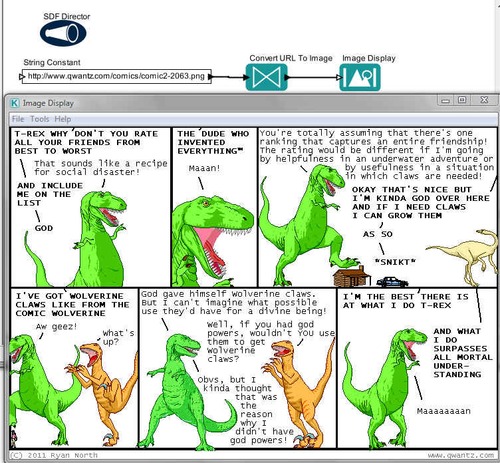 SDF Director
String Constant
http://www.qwantz.com/comics/comic2-2063.png
Convert URL To Image
Image Display
Image Display
File Tools Help
T-REX WHY DON'T YOU RATE
ALL YOUR FRIENDS FROM
BEST TO WORST
That sounds like a recipe
for social disaster!
AND INCLUDE
ME ON THE
LIST
GOD
THE DUDE WHO
INVENTED
EVERYTHING™
Maaan!
You're totally assuming that there's one
ranking that captures an entire friendship!
The rating would be different if I'm going
by helpfulness in an underwater adventure or
by usefulness in a situation
in which claws are needed!
OKAY THAT'S NICE BUT
I'M KINDA GOD OVER HERE
AND IF I NEED CLAWS
I CAN GROW THEM
AS SO
*SNIKT*
I'VE GOT WOLVERINE
CLAWS LIKE FROM THE
COMIC WOLVERINE
Aw geez!
What's
up?
God gave himself Wolverine claws.
But I can't imagine what possible
use they'd have for a divine being!
Well, if you had god
powers, wouldn't YOU use
them to get
Wolverine
claws?
Obvs, but I
kinda thought
that was
the
reason
why I
didn't have
god powers!
I'M THE BEST THERE IS
AT WHAT I DO T-REX
AND WHAT
I DO
SURPASSES
ALL MORTAL
UNDER-
STANDING
Maaaaaaaan
(C) 2011 Ryan North
www.qwantz.com